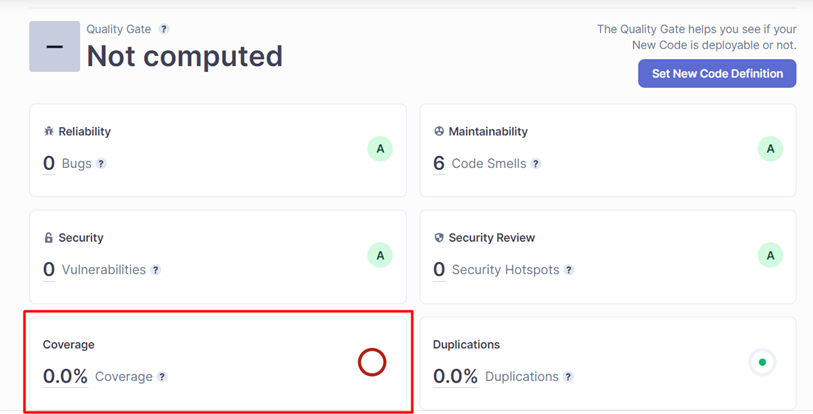 Quality Gate ?
Not computed
The Quality Gate helps you see if your
New Code is deployable or not.
Set New Code Definition
Reliability
0 Bugs ?
A
Maintainability
6 Code Smells ?
A
Security
0 Vulnerabilities ?
A
Security Review
0 Security Hotspots ?
A
Coverage
0.0% Coverage ?
Duplications
0.0% Duplications ?